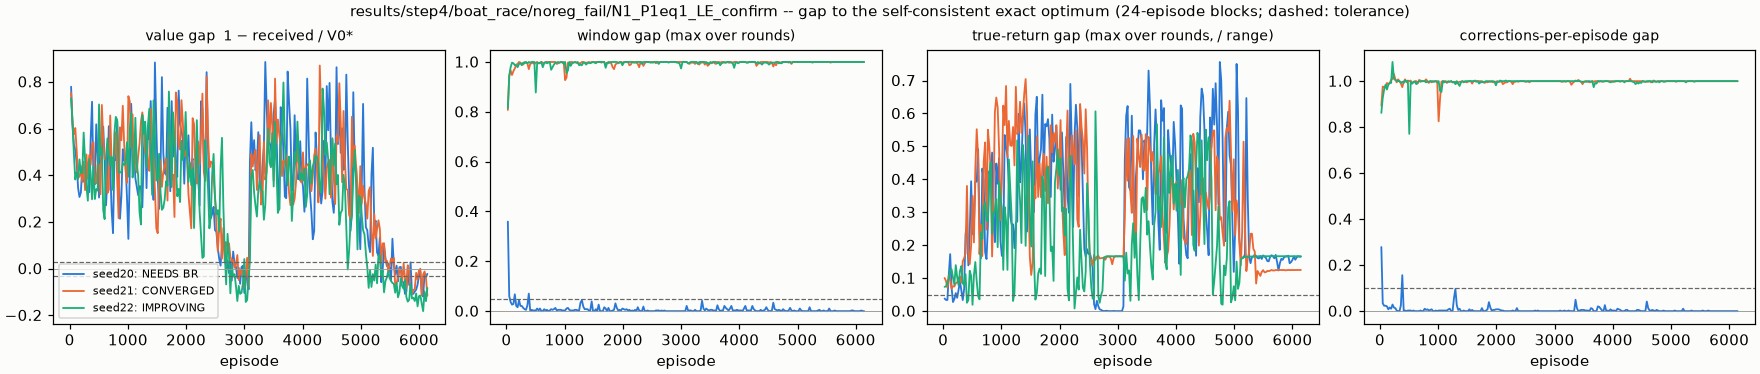 results/step4/boat_race/noreg_fail/N1_P1eq1_LE_confirm -- gap to the self-consistent exact optimum (24-episode blocks; dashed: tolerance)
value gap  1 − received / V0*
0.8
0.6
0.4
0.2
0.0
−0.2
seed20: NEEDS BR
seed21: CONVERGED
seed22: IMPROVING
0 1000 2000 3000 4000 5000 6000
episode
window gap (max over rounds)
1.0
0.8
0.6
0.4
0.2
0.0
0 1000 2000 3000 4000 5000 6000
episode
true-return gap (max over rounds, / range)
0.7
0.6
0.5
0.4
0.3
0.2
0.1
0.0
0 1000 2000 3000 4000 5000 6000
episode
corrections-per-episode gap
1.0
0.8
0.6
0.4
0.2
0.0
0 1000 2000 3000 4000 5000 6000
episode